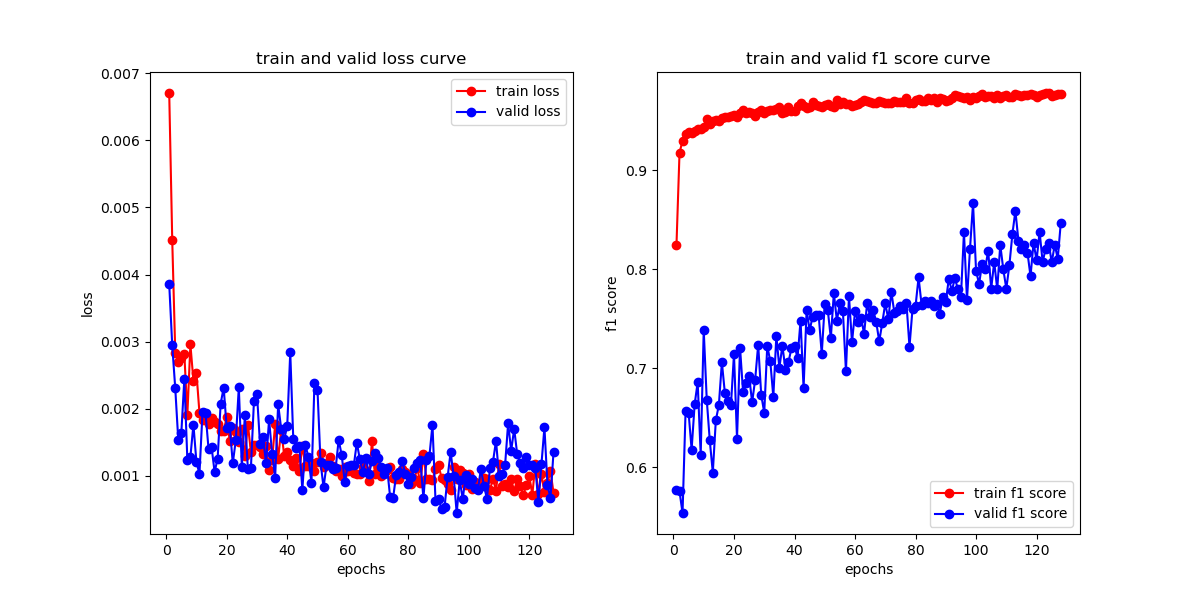 train and valid loss curve
0.007
0.006
0.005
0.004
0.003
0.002
0.001
loss
train loss
valid loss
0 20 40 60 80 100 120
epochs
train and valid f1 score curve
0.9
0.8
0.7
0.6
f1 score
train f1 score
valid f1 score
0 20 40 60 80 100 120
epochs